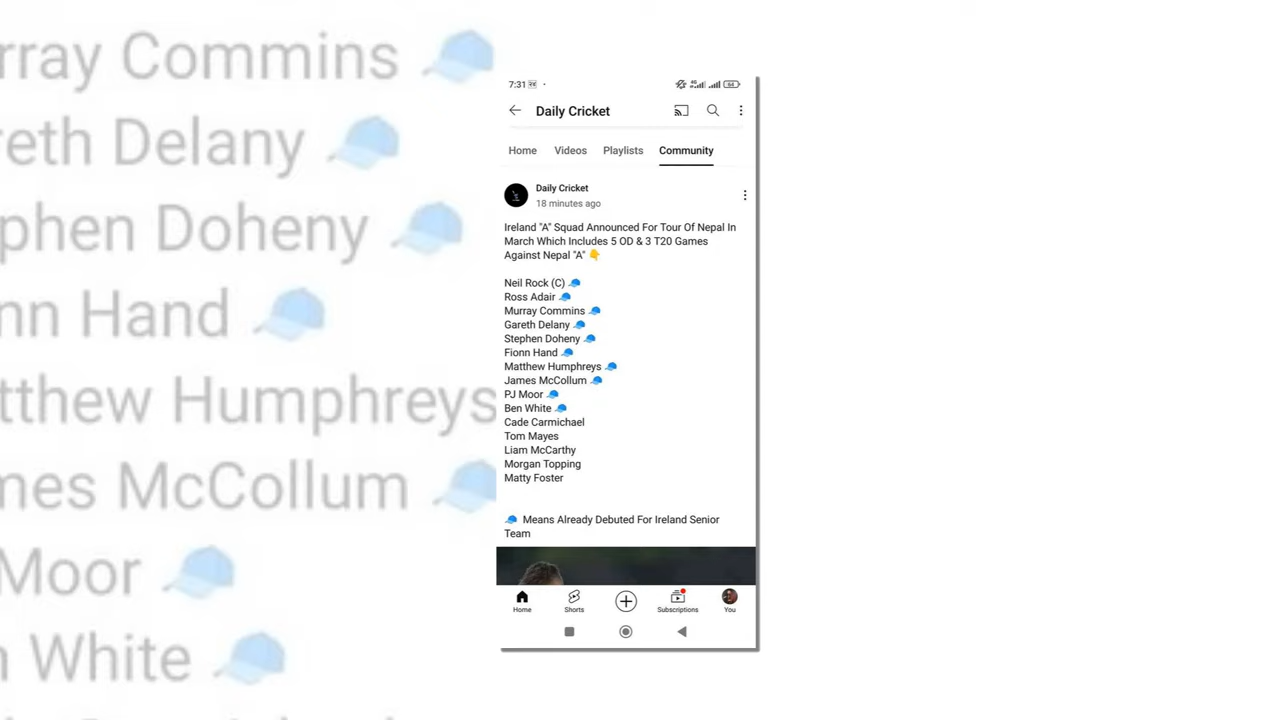 rray Commins 🧢
reth Delany 🧢
phen Doheny 🧢
nn Hand 🧢
tthew Humphreys
mes McCollum 🧢
Moor 🧢
White 🧢
7:31
64
Daily Cricket
Home Videos Playlists Community
Daily Cricket
18 minutes ago
Ireland "A" Squad Announced For Tour Of Nepal In
March Which Includes 5 OD & 3 T20 Games
Against Nepal "A" 👇
Neil Rock (C) 🧢
Ross Adair 🧢
Murray Commins 🧢
Gareth Delany 🧢
Stephen Doheny 🧢
Fionn Hand 🧢
Matthew Humphreys 🧢
James McCollum 🧢
PJ Moor 🧢
Ben White 🧢
Cade Carmichael
Tom Mayes
Liam McCarthy
Morgan Topping
Matty Foster
🧢 Means Already Debuted For Ireland Senior
Team
Home Shorts Subscriptions You